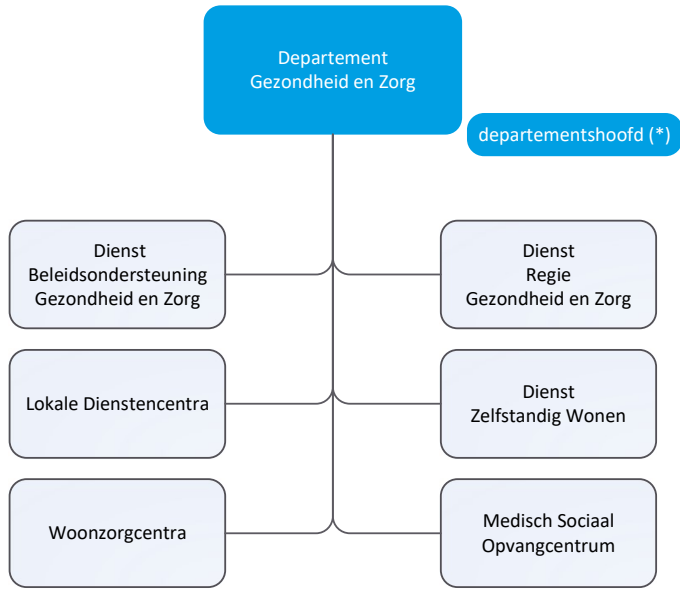 Departement
Gezondheid en Zorg
departementshoofd (*)
Dienst
Beleidsondersteuning
Gezondheid en Zorg
Dienst
Regie
Gezondheid en Zorg
Lokale Dienstencentra
Dienst
Zelfstandig Wonen
Woonzorgcentra
Medisch Sociaal
Opvangcentrum